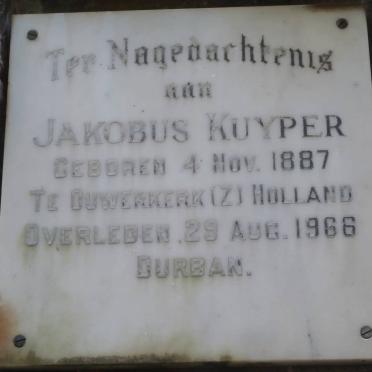 Ter Nagedachtenis
aan
JAKOBUS KUYPER
GEBOREN 4 NOV. 1887
TE OUWERKERK (Z) HOLLAND
OVERLEDEN 29 AUG. 1966
DURBAN.